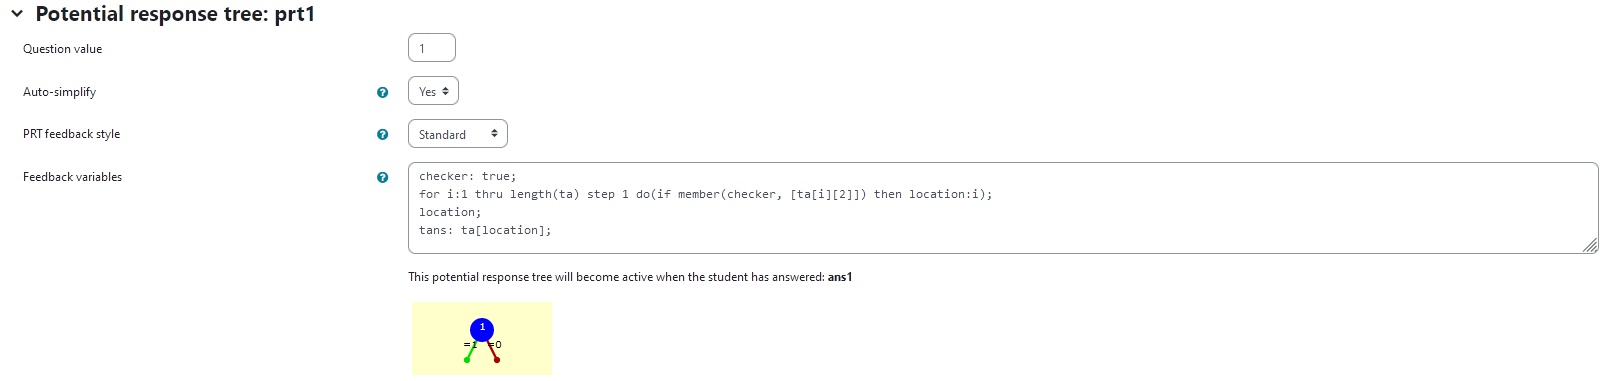 Potential response tree: prt1
Question value
1
Auto-simplify
?
Yes
PRT feedback style
?
Standard
Feedback variables
?
checker: true;
for i:1 thru length(ta) step 1 do(if member(checker, [ta[i][2]]) then location:i);
location;
tans: ta[location];
This potential response tree will become active when the student has answered: ans1
1
=1 =0